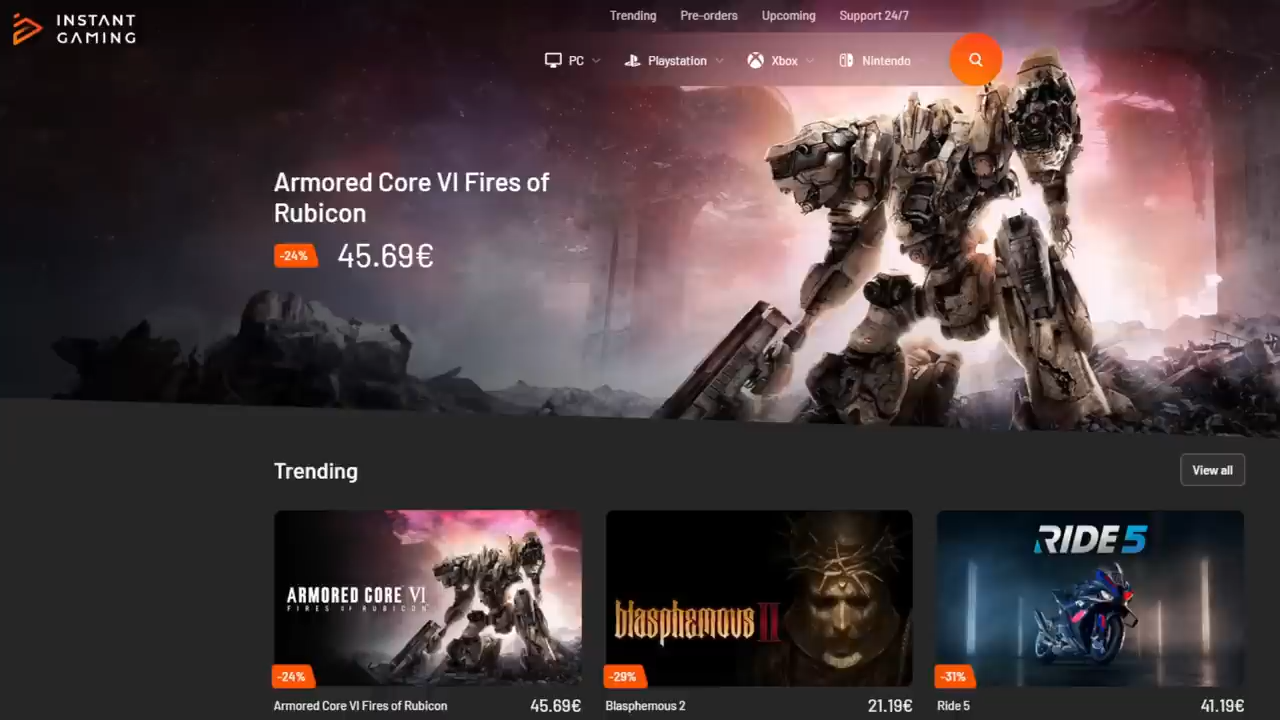 INSTANT
GAMING
Trending Pre-orders Upcoming Support 24/7
PC Playstation Xbox Nintendo
Armored Core VI Fires of
Rubicon
-24% 45.69€
Trending
View all
ARMORED CORE VI
FIRES OF RUBICON
-24%
Armored Core VI Fires of Rubicon 45.69€
blasphemous II
-29%
Blasphemous 2 21.19€
RIDE 5
-31%
Ride 5 41.19€